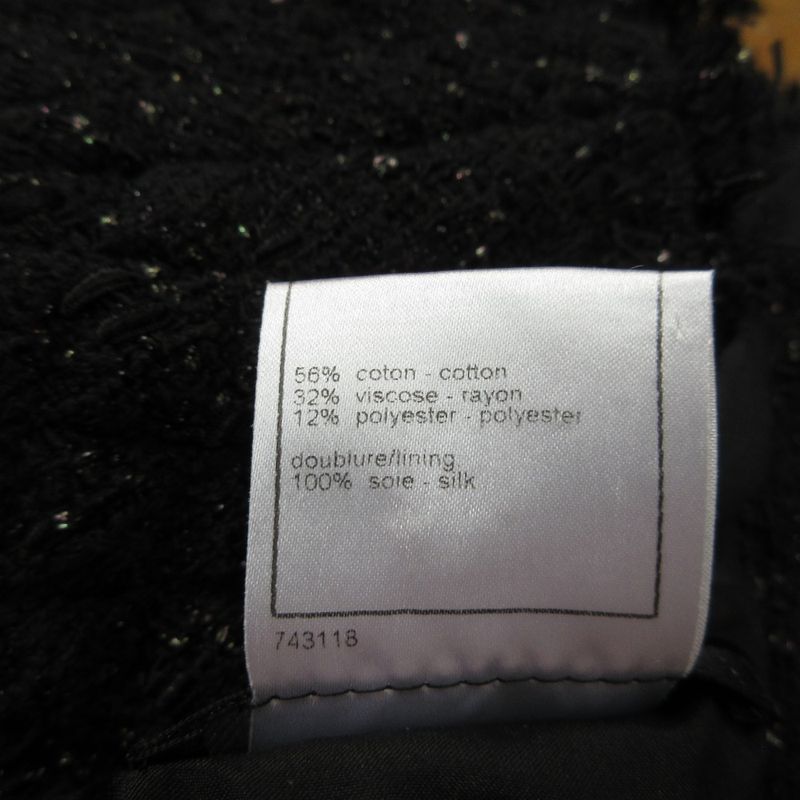 56% coton - cotton
32% viscose - rayon
12% polyester - polyester
doublure/lining
100% soie - silk
743118